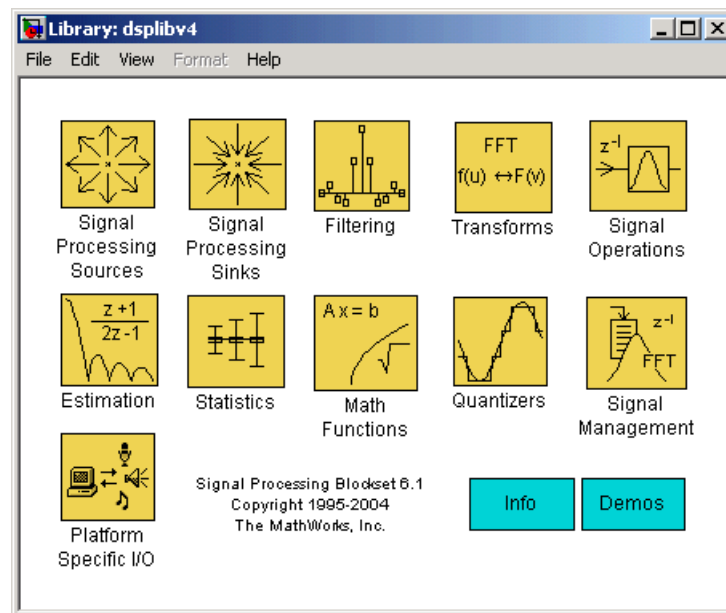 Library: dsplibv4
File Edit View Format Help
FFT
f(u) ↔F(v)
z-1
Signal
Processing
Sources
Signal
Processing
Sinks
Filtering
Transforms
Signal
Operations
z+1
2z-1
Ax = b
√
z-1
FFT
Estimation
Statistics
Math
Functions
Quantizers
Signal
Management
Platform
Specific I/O
Signal Processing Blockset 6.1
Copyright 1995-2004
The MathWorks, Inc.
Info
Demos